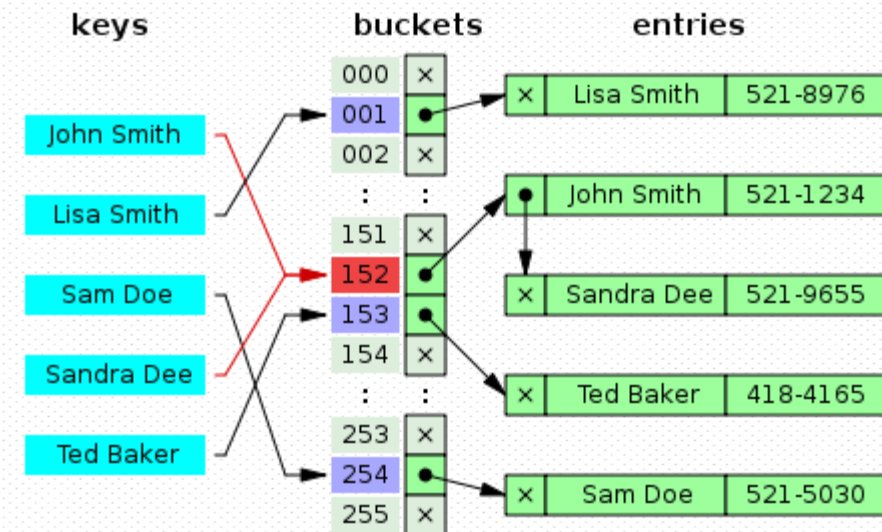 keys buckets entries
000 ×
Lisa Smith 521-8976
001
John Smith
002 ×
: :
John Smith 521-1234
Lisa Smith
151 ×
152
Sam Doe
Sandra Dee 521-9655
153
154 ×
Sandra Dee
: :
Ted Baker 418-4165
253 ×
Ted Baker
254
Sam Doe 521-5030
255 ×